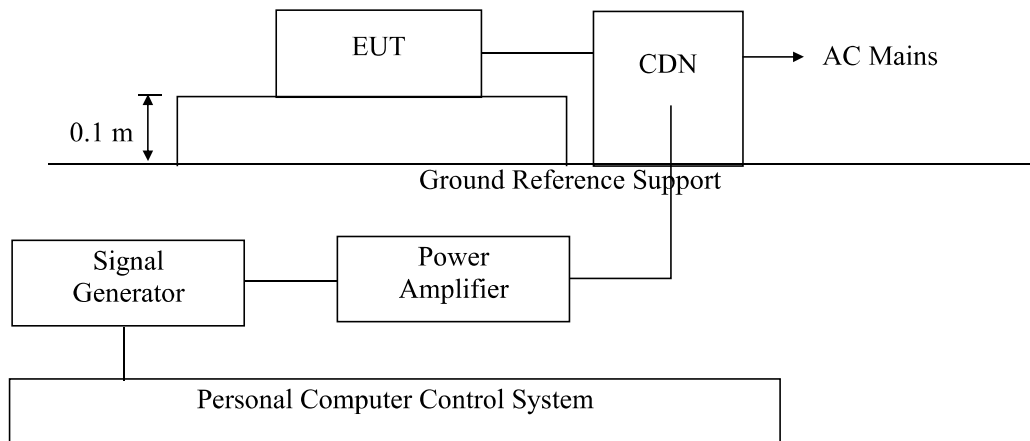 EUT
CDN
AC Mains
0.1 m
Ground Reference Support
Signal
Generator
Power
Amplifier
Personal Computer Control System